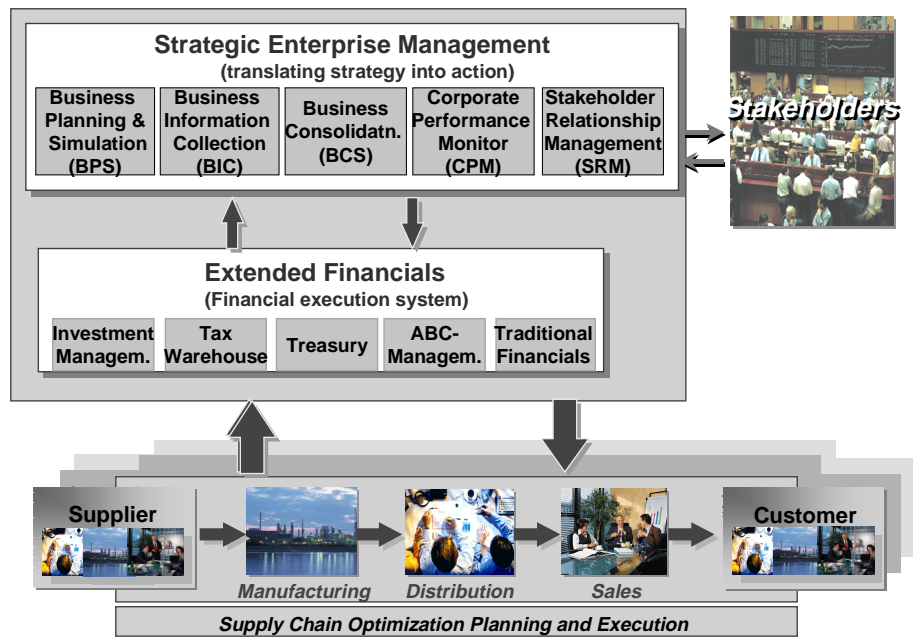 Strategic Enterprise Management
(translating strategy into action)
Business
Planning &
Simulation
(BPS)
Business
Information
Collection
(BIC)
Business
Consolidatn.
(BCS)
Corporate
Performance
Monitor
(CPM)
Stakeholder
Relationship
Management
(SRM)
Stakeholders
Extended Financials
(Financial execution system)
Investment
Managem.
Tax
Warehouse
Treasury
ABC-
Managem.
Traditional
Financials
Supplier
Customer
Manufacturing
Distribution
Sales
Supply Chain Optimization Planning and Execution